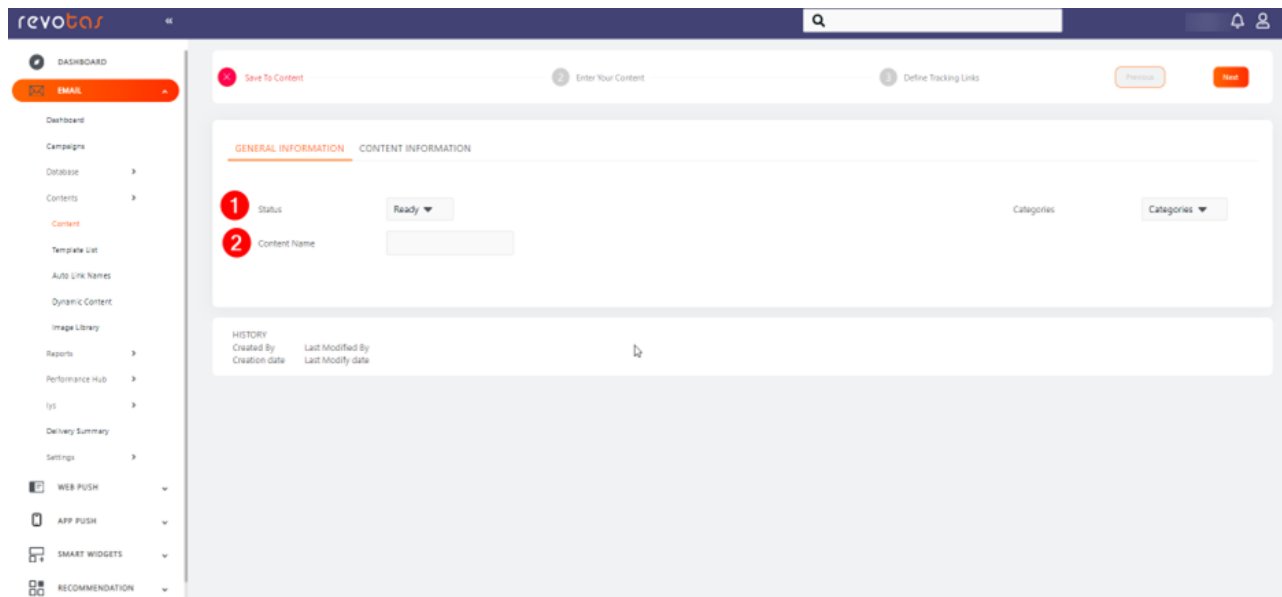 revotas «
DASHBOARD
EMAIL
Dashboard
Campaigns
Database
Contents
Content
Template List
Auto Link Names
Dynamic Content
Image Library
Reports
Performance Hub
Iys
Delivery Summary
Settings
WEB PUSH
APP PUSH
SMART WIDGETS
RECOMMENDATION
Save To Content
2 Enter Your Content
3 Define Tracking Links
Previous
Next
GENERAL INFORMATION CONTENT INFORMATION
1 Status Ready
Categories Categories
2 Content Name
HISTORY
Created By Last Modified By
Creation date Last Modify date